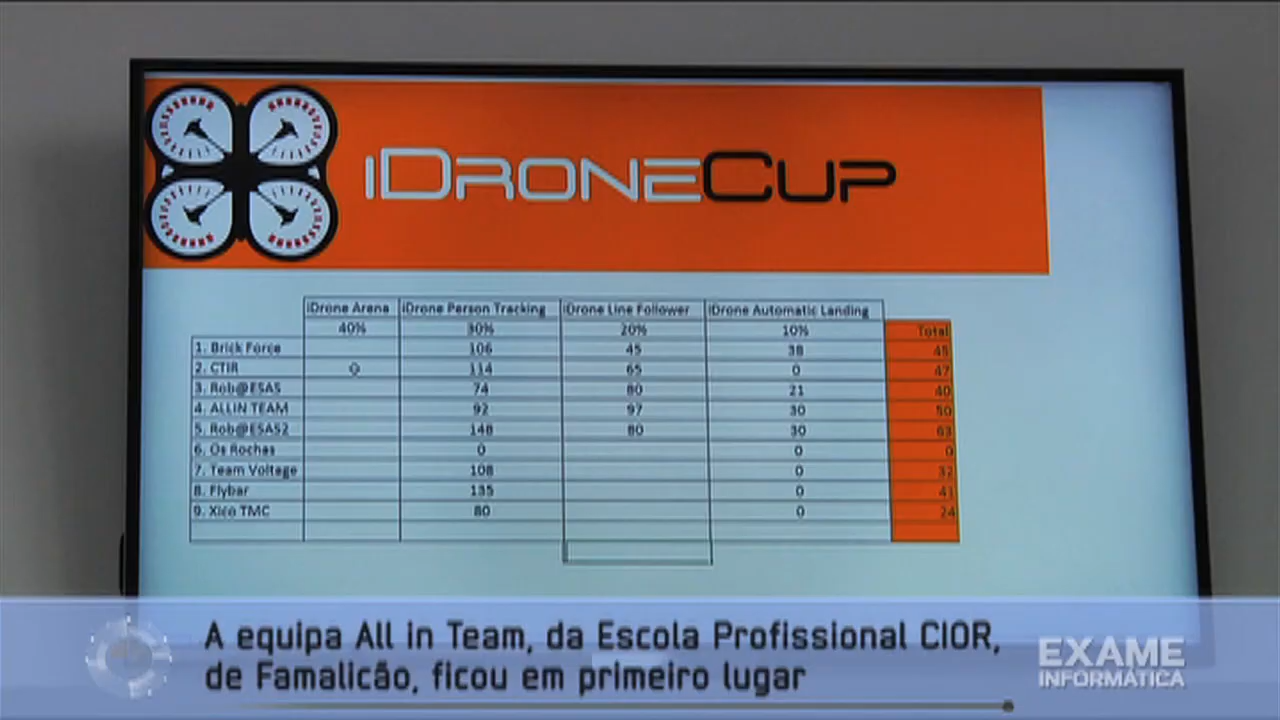 iDroneCup
iDrone Arena iDrone Person Tracking iDrone Line Follower iDrone Automatic Landing
40% 30% 20% 10% Total
1. Brick Force 106 45 38 45
2. CTIR 0 114 65 0 47
3. Rob@ESAS 74 80 21 40
4. ALLIN TEAM 92 97 30 50
5. Rob@ESAS2 148 80 30 63
6. Os Rochas 0 0 0
7. Team Voltage 108 0 32
8. Flybar 135 0 41
9. Xico TMC 80 0 24
A equipa All in Team, da Escola Profissional CIOR,
de Famalicão, ficou em primeiro lugar
EXAME
INFORMÁTICA